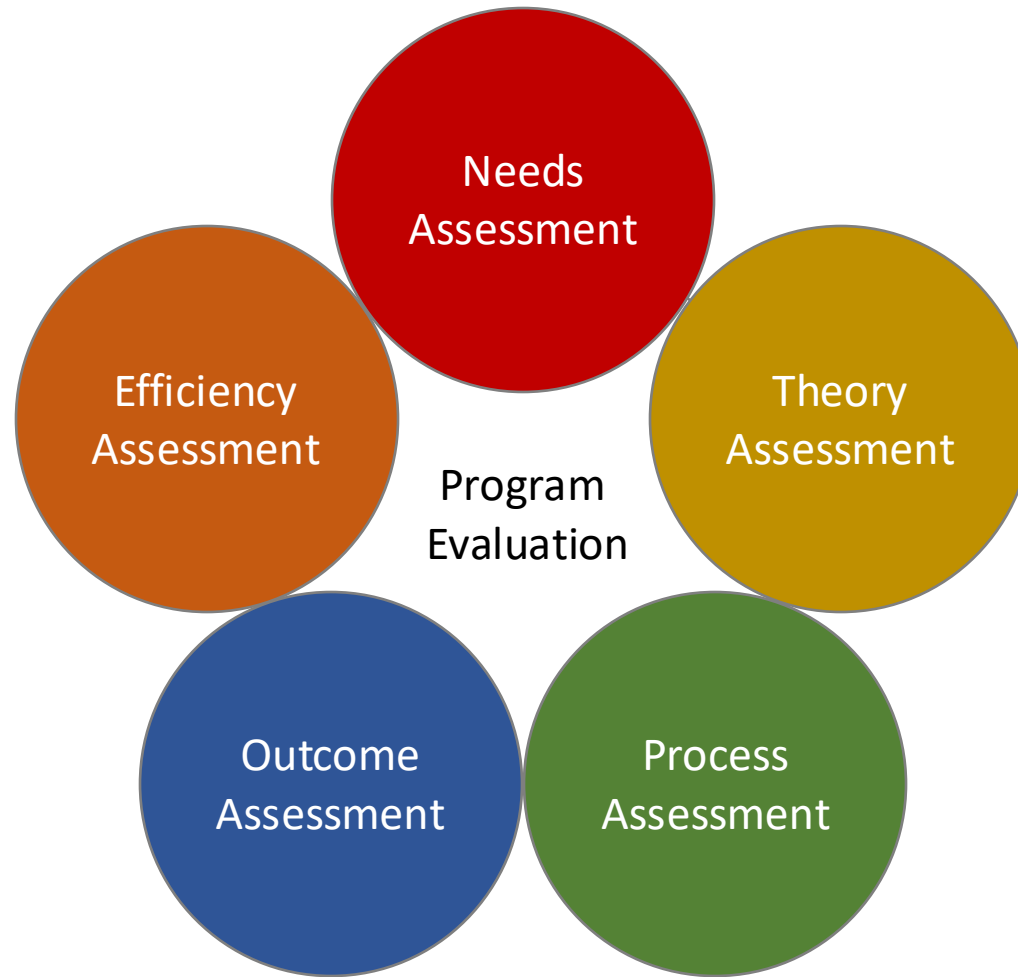 Needs
Assessment
Efficiency
Assessment
Theory
Assessment
Program
Evaluation
Outcome
Assessment
Process
Assessment